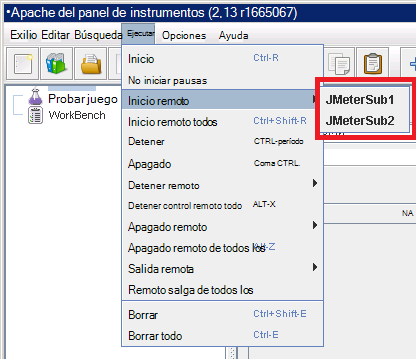 •Apache del panel de instrumentos (2,13 r1665067)
Exilio Editar Búsqueda Ejecutar Opciones Ayuda
Inicio Ctrl-R
No iniciar pausas
Probar juego
Inicio remoto
JMeterSub1
WorkBench
Inicio remoto todos Ctrl+Shift-R
JMeterSub2
Detener CTRL-período
Apagado Coma CTRL.
Detener remoto
Detener control remoto todo ALT-X
Apagado remoto NA
Apagado remoto de todos los Alt-Z
Salida remota
Remoto salga de todos los
Borrar Ctrl+Shift-E
Borrar todo Ctrl-E